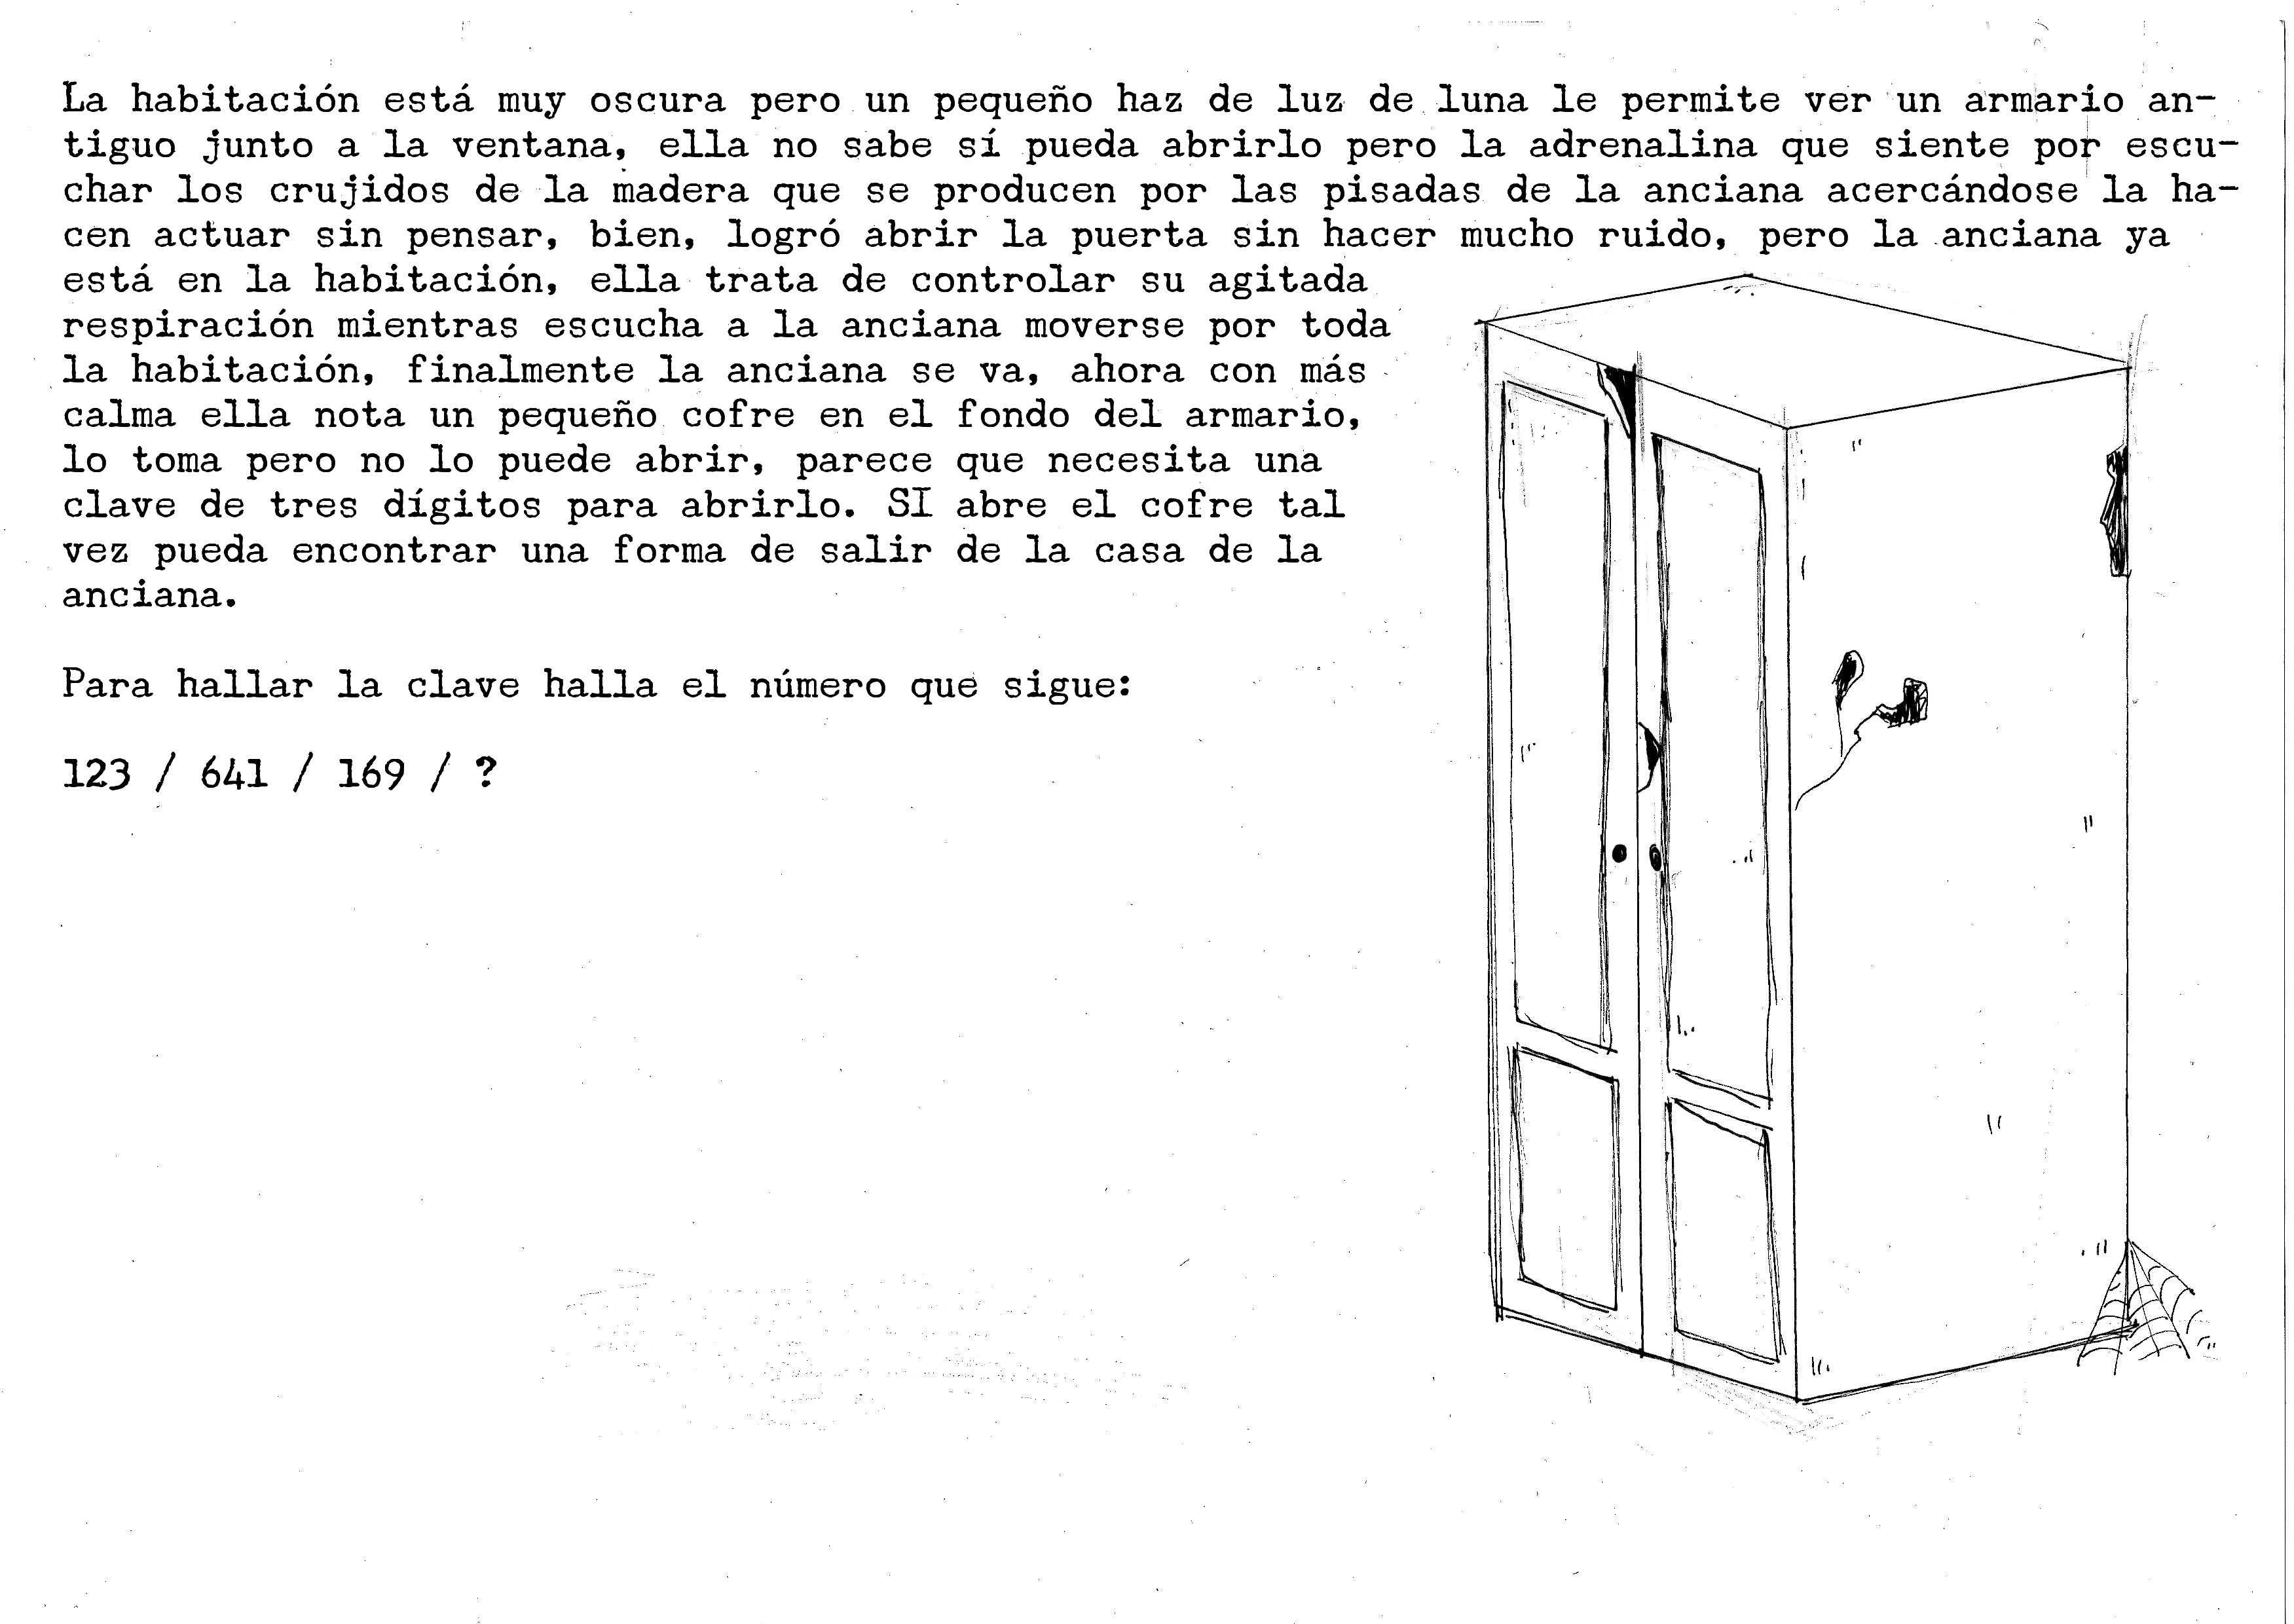 La habitación está muy oscura pero un pequeño haz de luz de luna le permite ver un armario an-
tiguo junto a la ventana, ella no sabe sí pueda abrirlo pero la adrenalina que siente por escu-
char los crujidos de la madera que se producen por las pisadas de la anciana acercándose la ha-
cen actuar sin pensar, bien, logró abrir la puerta sin hacer mucho ruido, pero la anciana ya
está en la habitación, ella trata de controlar su agitada
respiración mientras escucha a la anciana moverse por toda
la habitación, finalmente la anciana se va, ahora con más
calma ella nota un pequeño cofre en el fondo del armario,
lo toma pero no lo puede abrir, parece que necesita una
clave de tres dígitos para abrirlo. SI abre el cofre tal
vez pueda encontrar una forma de salir de la casa de la
anciana.
Para hallar la clave halla el número que sigue:
123 / 641 / 169 / ?